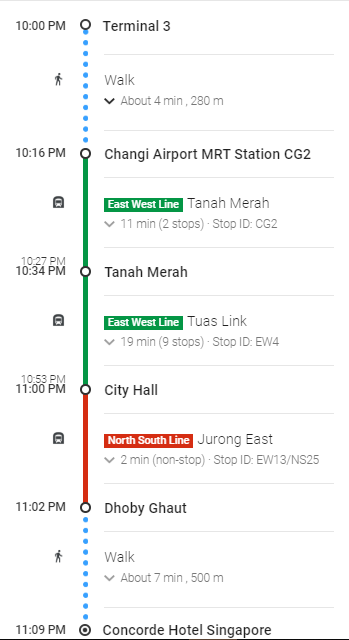 10:00 PM Terminal 3
Walk
About 4 min , 280 m
10:16 PM Changi Airport MRT Station CG2
East West Line Tanah Merah
11 min (2 stops) · Stop ID: CG2
10:27 PM
10:34 PM Tanah Merah
East West Line Tuas Link
19 min (9 stops) · Stop ID: EW4
10:53 PM
11:00 PM City Hall
North South Line Jurong East
2 min (non-stop) · Stop ID: EW13/NS25
11:02 PM Dhoby Ghaut
Walk
About 7 min , 500 m
11:09 PM Concorde Hotel Singapore